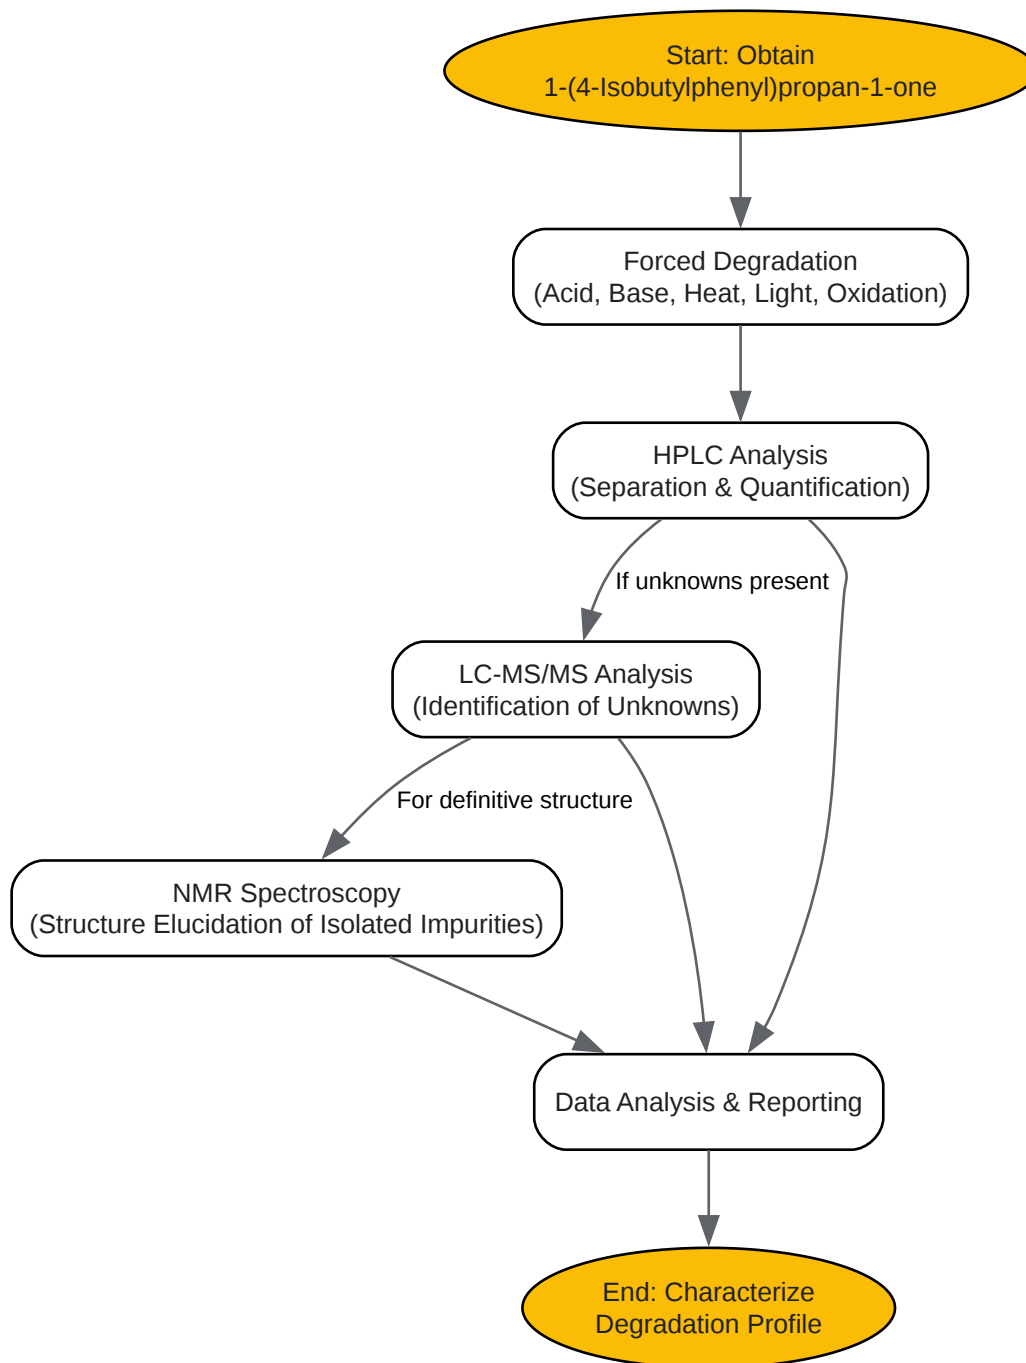 Start: Obtain
1-(4-Isobutylphenyl)propan-1-one
Forced Degradation
(Acid, Base, Heat, Light, Oxidation)
HPLC Analysis
(Separation & Quantification)
If unknowns present
LC-MS/MS Analysis
(Identification of Unknowns)
For definitive structure
NMR Spectroscopy
(Structure Elucidation of Isolated Impurities)
Data Analysis & Reporting
End: Characterize
Degradation Profile